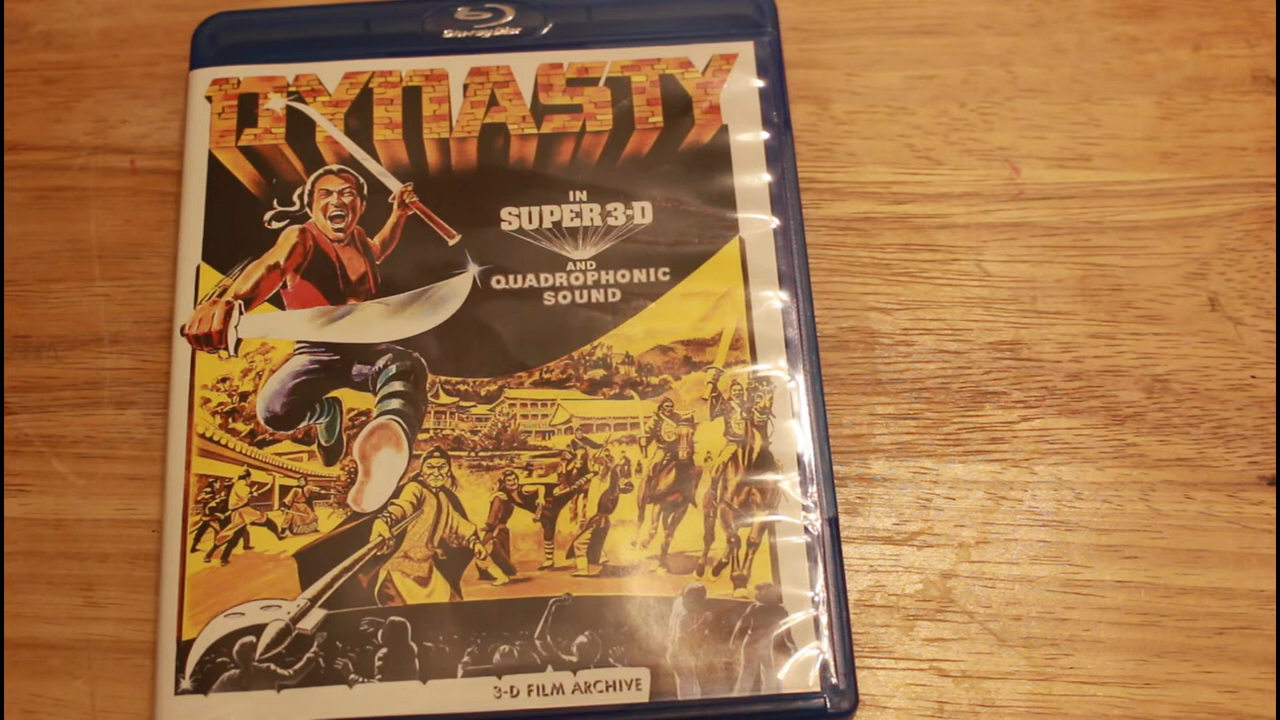 Blu-ray Disc
DYNASTY
IN
SUPER 3-D
AND
QUADROPHONIC
SOUND
3-D FILM ARCHIVE